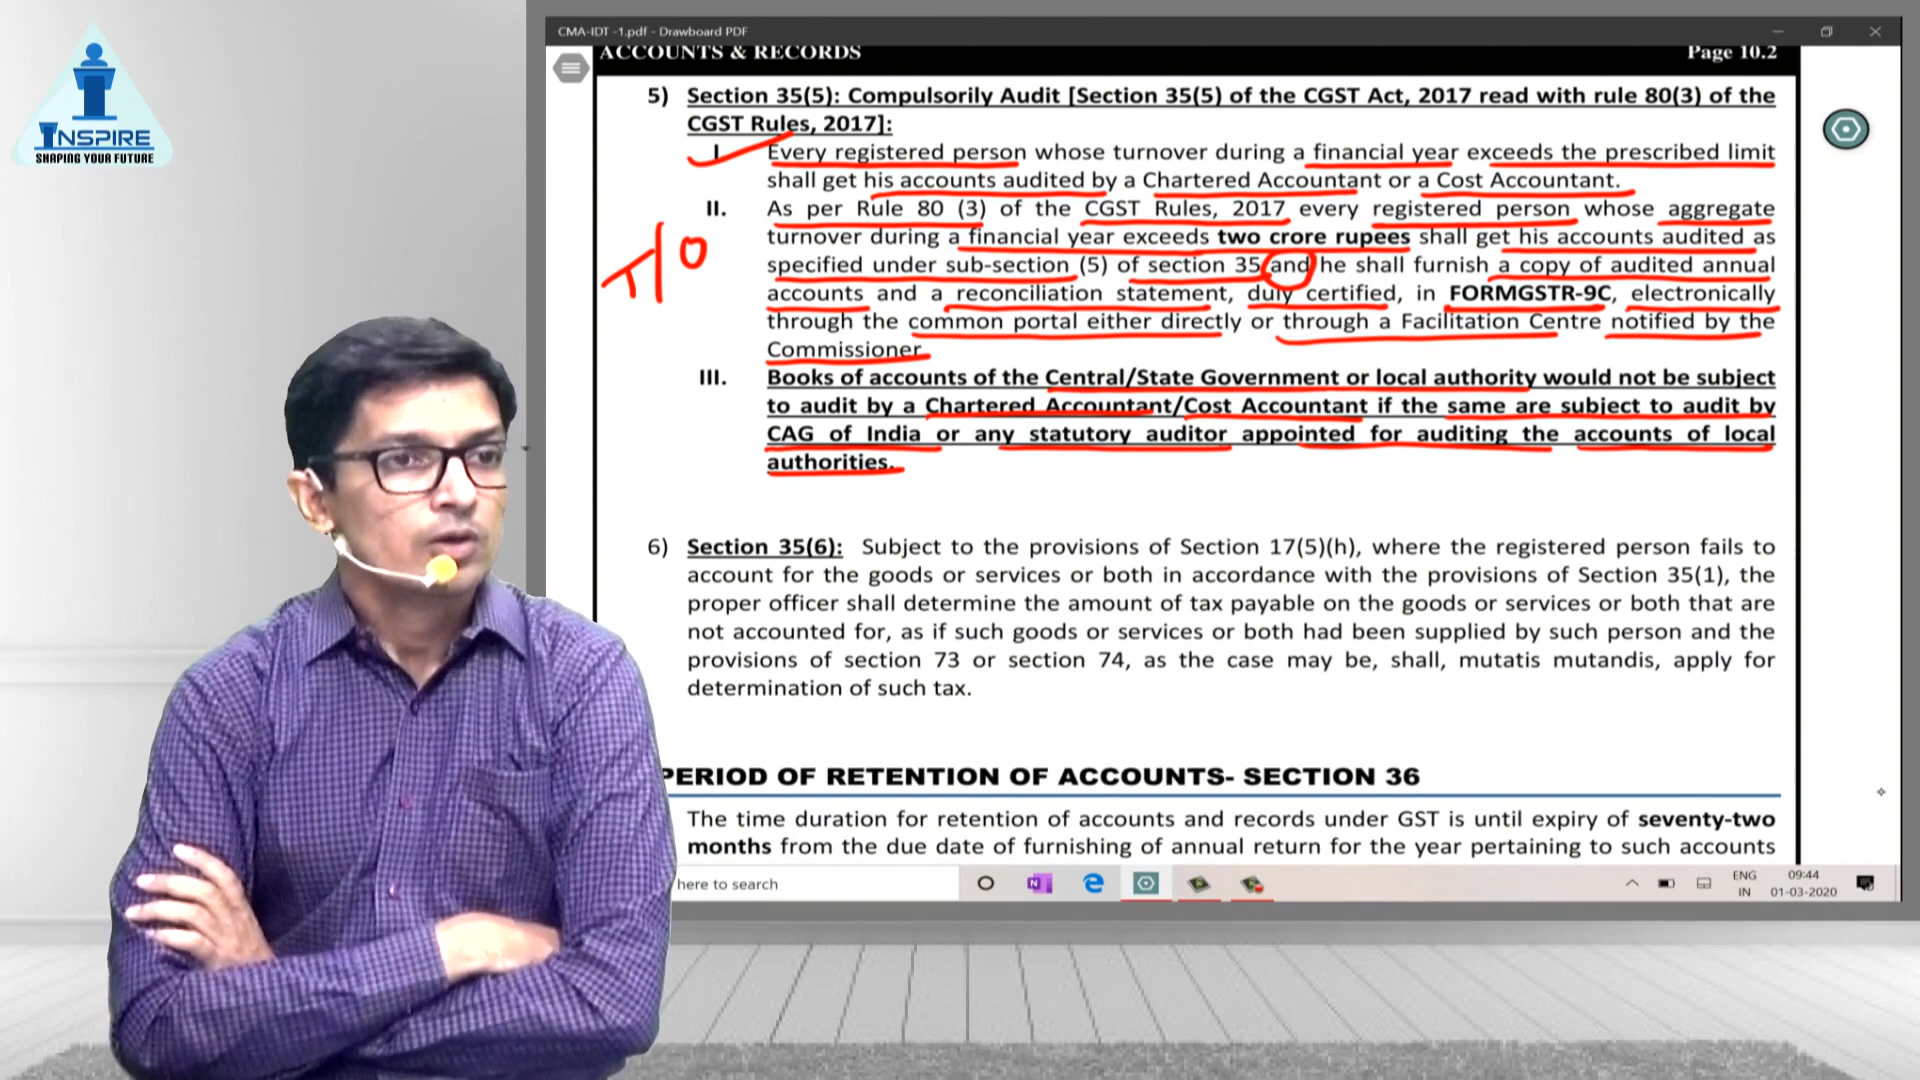 INSPIRE
SHAPING YOUR FUTURE
CMA-IDT -1.pdf - Drawboard PDF
ACCOUNTS & RECORDS Page 10.2
5) Section 35(5): Compulsorily Audit [Section 35(5) of the CGST Act, 2017 read with rule 80(3) of the
CGST Rules, 2017]:
I. Every registered person whose turnover during a financial year exceeds the prescribed limit
shall get his accounts audited by a Chartered Accountant or a Cost Accountant.
II. As per Rule 80 (3) of the CGST Rules, 2017 every registered person whose aggregate
turnover during a financial year exceeds two crore rupees shall get his accounts audited as
specified under sub-section (5) of section 35 and he shall furnish a copy of audited annual
accounts and a reconciliation statement, duly certified, in FORMGSTR-9C, electronically
through the common portal either directly or through a Facilitation Centre notified by the
Commissioner.
T/O
III. Books of accounts of the Central/State Government or local authority would not be subject
to audit by a Chartered Accountant/Cost Accountant if the same are subject to audit by
CAG of India or any statutory auditor appointed for auditing the accounts of local
authorities.
6) Section 35(6): Subject to the provisions of Section 17(5)(h), where the registered person fails to
account for the goods or services or both in accordance with the provisions of Section 35(1), the
proper officer shall determine the amount of tax payable on the goods or services or both that are
not accounted for, as if such goods or services or both had been supplied by such person and the
provisions of section 73 or section 74, as the case may be, shall, mutatis mutandis, apply for
determination of such tax.
PERIOD OF RETENTION OF ACCOUNTS- SECTION 36
The time duration for retention of accounts and records under GST is until expiry of seventy-two
months from the due date of furnishing of annual return for the year pertaining to such accounts
here to search
ENG
IN
09:44
01-03-2020